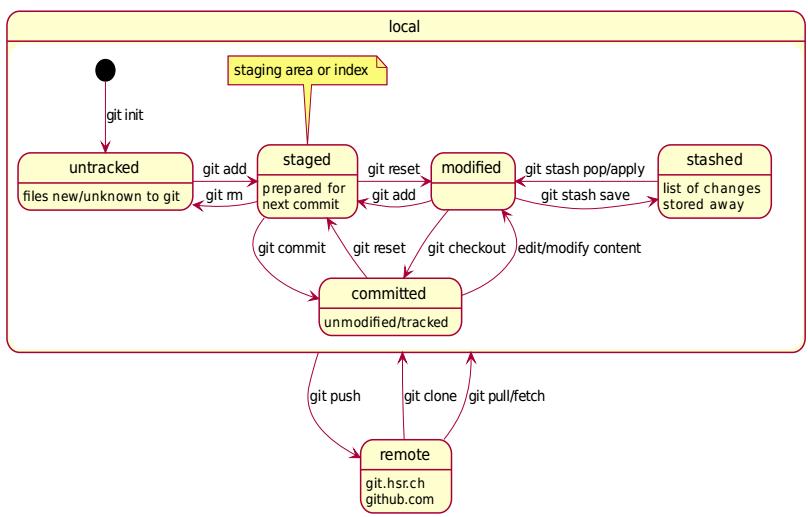 local
staging area or index
git init
untracked
files new/unknown to git
git add
git rm
staged
prepared for
next commit
git reset
git add
modified
git stash pop/apply
git stash save
stashed
list of changes
stored away
git commit
git reset
git checkout
edit/modify content
committed
unmodified/tracked
git push
git clone
git pull/fetch
remote
git.hsr.ch
github.com